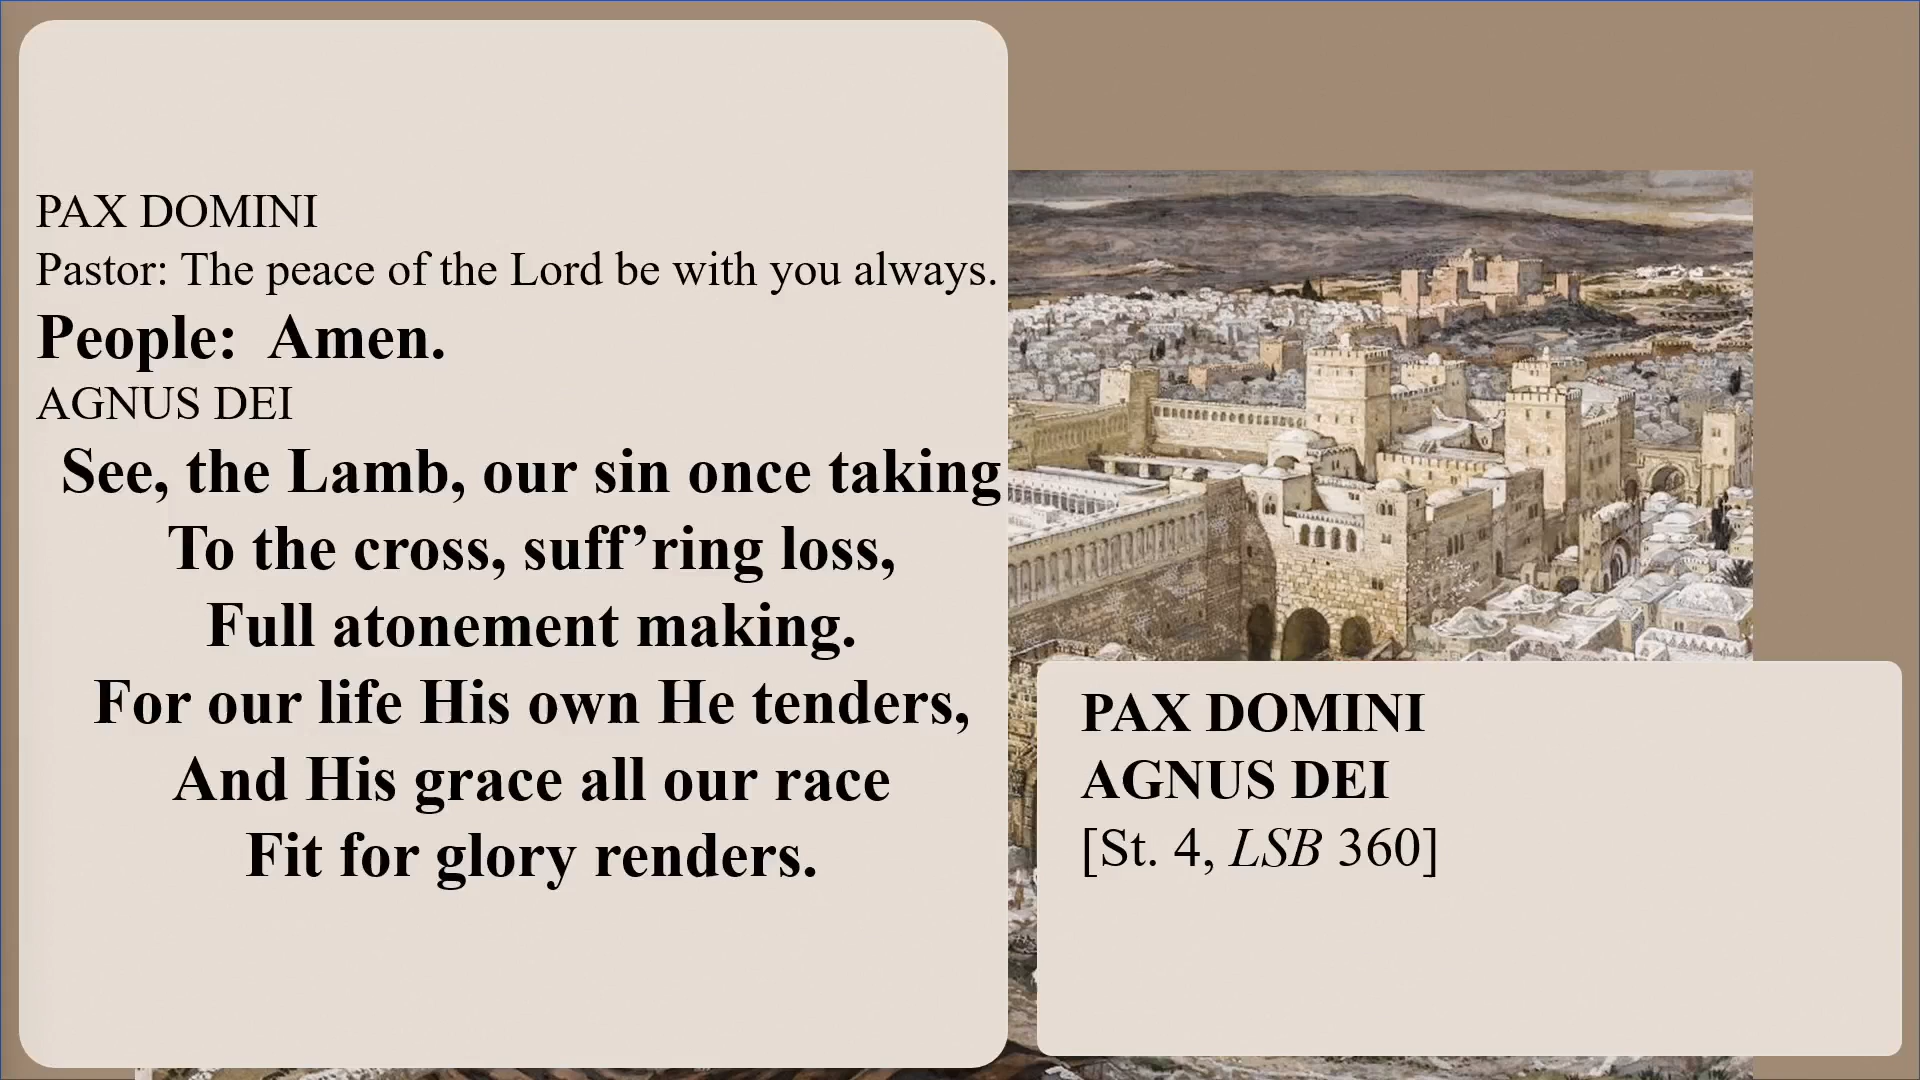 PAX DOMINI
Pastor: The peace of the Lord be with you always.
People:  Amen.
AGNUS DEI
See, the Lamb, our sin once taking
To the cross, suff’ring loss,
Full atonement making.
For our life His own He tenders,
And His grace all our race
Fit for glory renders.
PAX DOMINI
AGNUS DEI
[St. 4, LSB 360]